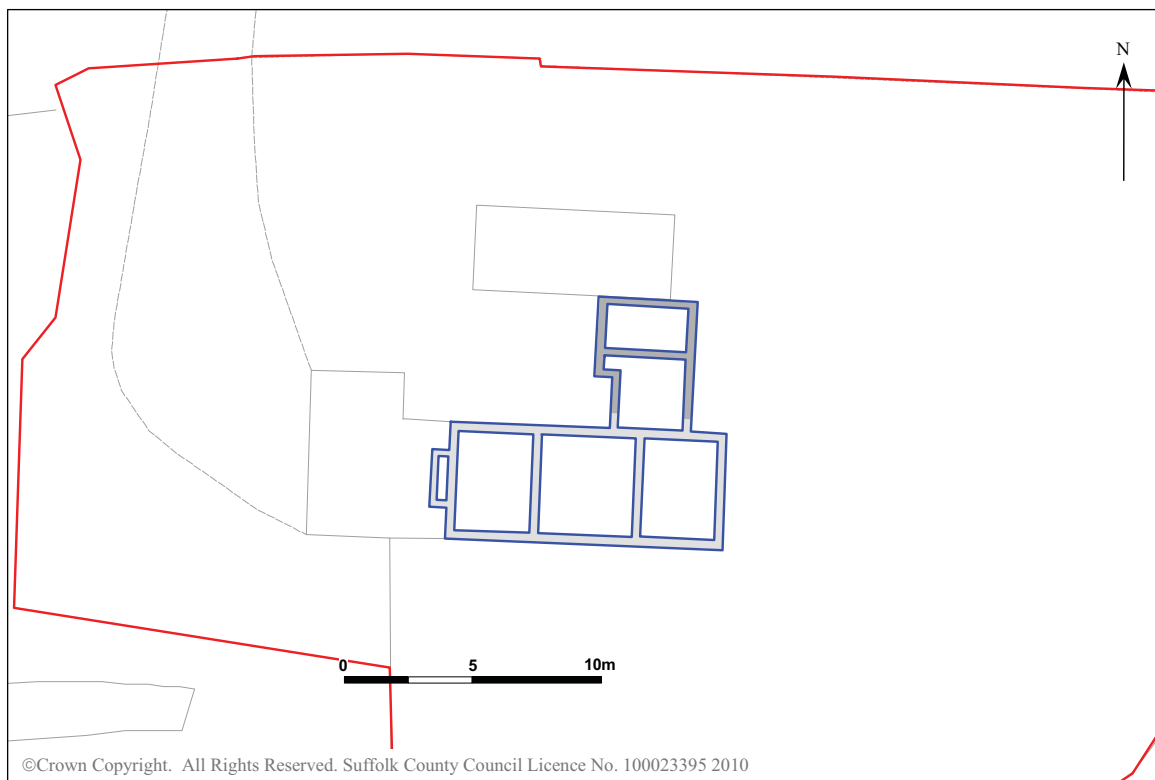 N
0 5 10m
©Crown Copyright. All Rights Reserved. Suffolk County Council Licence No. 100023395 2010